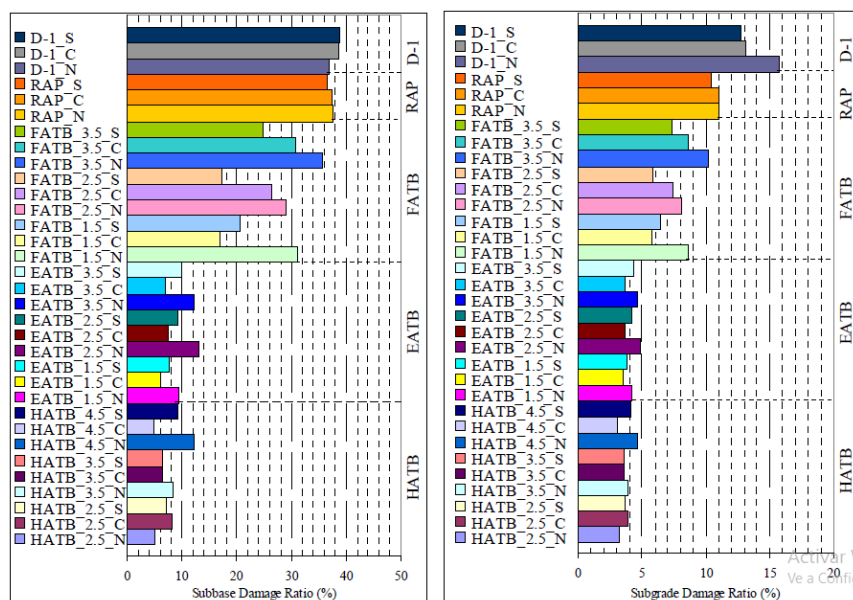 D-1_S
D-1_C
D-1_N
RAP_S
RAP_C
RAP_N
FATB_3.5_S
FATB_3.5_C
FATB_3.5_N
FATB_2.5_S
FATB_2.5_C
FATB_2.5_N
FATB_1.5_S
FATB_1.5_C
FATB_1.5_N
EATB_3.5_S
EATB_3.5_C
EATB_3.5_N
EATB_2.5_S
EATB_2.5_C
EATB_2.5_N
EATB_1.5_S
EATB_1.5_C
EATB_1.5_N
HATB_4.5_S
HATB_4.5_C
HATB_4.5_N
HATB_3.5_S
HATB_3.5_C
HATB_3.5_N
HATB_2.5_S
HATB_2.5_C
HATB_2.5_N
D-1
RAP
FATB
EATB
HATB
0 10 20 30 40 50
Subbase Damage Ratio (%)
D-1_S
D-1_C
D-1_N
RAP_S
RAP_C
RAP_N
FATB_3.5_S
FATB_3.5_C
FATB_3.5_N
FATB_2.5_S
FATB_2.5_C
FATB_2.5_N
FATB_1.5_S
FATB_1.5_C
FATB_1.5_N
EATB_3.5_S
EATB_3.5_C
EATB_3.5_N
EATB_2.5_S
EATB_2.5_C
EATB_2.5_N
EATB_1.5_S
EATB_1.5_C
EATB_1.5_N
HATB_4.5_S
HATB_4.5_C
HATB_4.5_N
HATB_3.5_S
HATB_3.5_C
HATB_3.5_N
HATB_2.5_S
HATB_2.5_C
HATB_2.5_N
D-1
RAP
FATB
EATB
HATB
0 5 10 15 20
Subgrade Damage Ratio (%)
Activar
Ve a